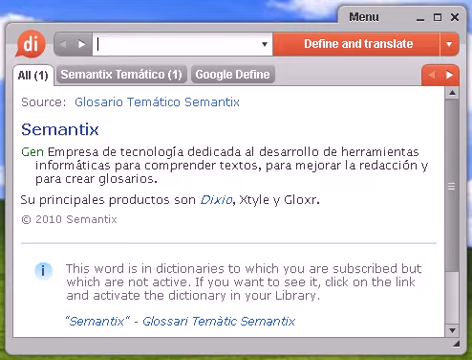 Menu
di
Define and translate
All (1)
Semantix Temático (1)
Google Define
Source: Glosario Temático Semantix
Semantix
Gen Empresa de tecnología dedicada al desarrollo de herramientas
informáticas para comprender textos, para mejorar la redacción y
para crear glosarios.
Su principales productos son Dixio, Xtyle y Gloxr.
© 2010 Semantix
i
This word is in dictionaries to which you are subscribed but
which are not active. If you want to see it, click on the link
and activate the dictionary in your Library.
"Semantix" - Glossari Temàtic Semantix